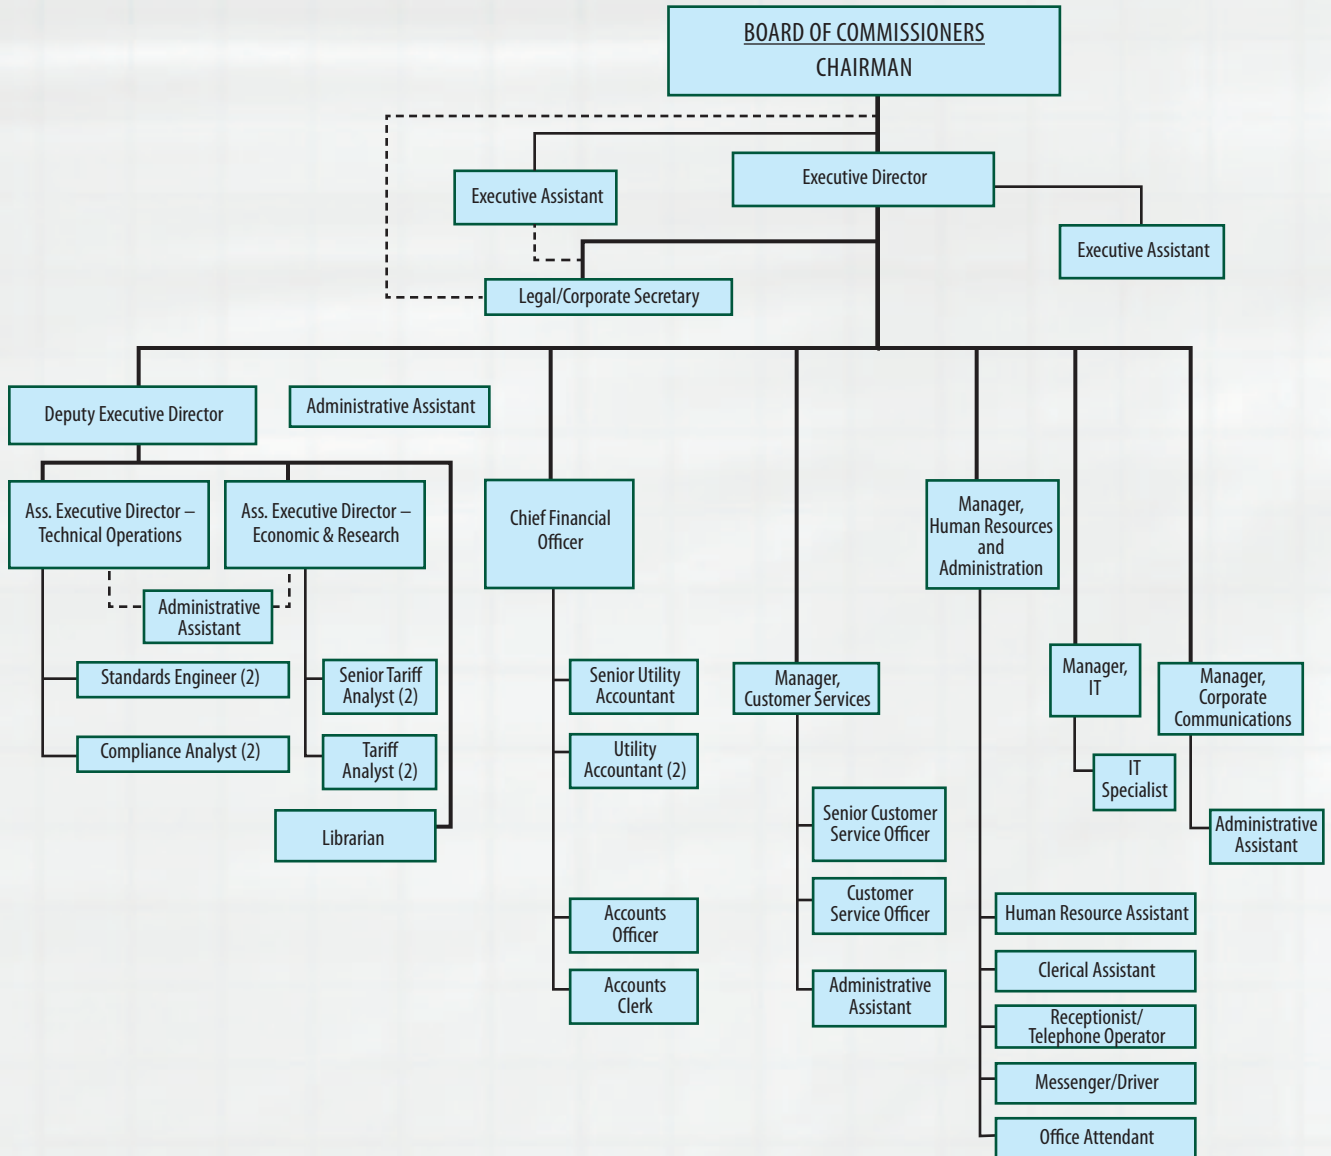 BOARD OF COMMISSIONERS
CHAIRMAN
Executive Director
Executive Assistant
Executive Assistant
Legal/Corporate Secretary
Deputy Executive Director
Administrative Assistant
Ass. Executive Director –
Technical Operations
Ass. Executive Director –
Economic & Research
Administrative
Assistant
Standards Engineer (2)
Compliance Analyst (2)
Senior Tariff
Analyst (2)
Tariff
Analyst (2)
Librarian
Chief Financial
Officer
Senior Utility
Accountant
Utility
Accountant (2)
Accounts
Officer
Accounts
Clerk
Manager,
Customer Services
Senior Customer
Service Officer
Customer
Service Officer
Administrative
Assistant
Manager,
Human Resources
and
Administration
Human Resource Assistant
Clerical Assistant
Receptionist/
Telephone Operator
Messenger/Driver
Office Attendant
Manager,
IT
IT
Specialist
Manager,
Corporate
Communications
Administrative
Assistant